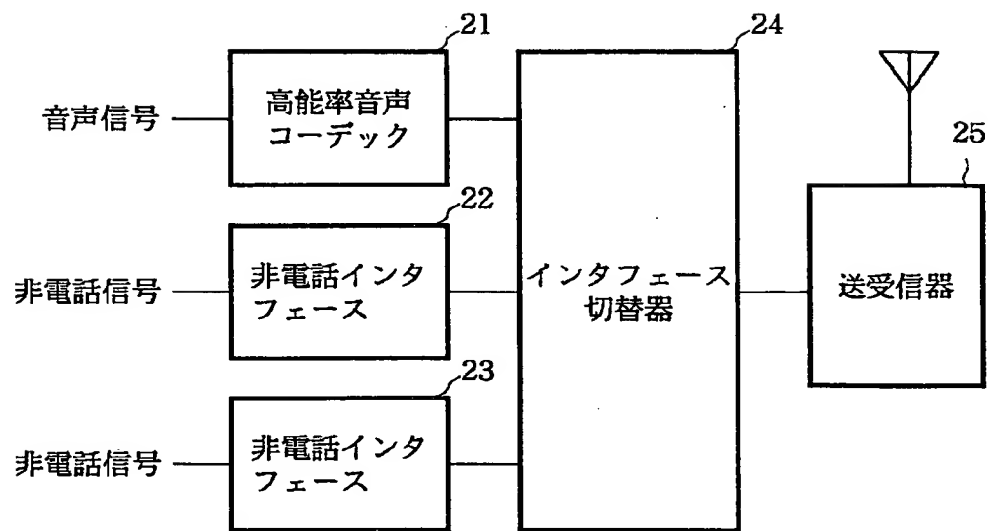 21
24
音声信号
高能率音声
コーデック
25
22
非電話信号
非電話インタ
フェース
インタフェース
切替器
送受信器
23
非電話信号
非電話インタ
フェース